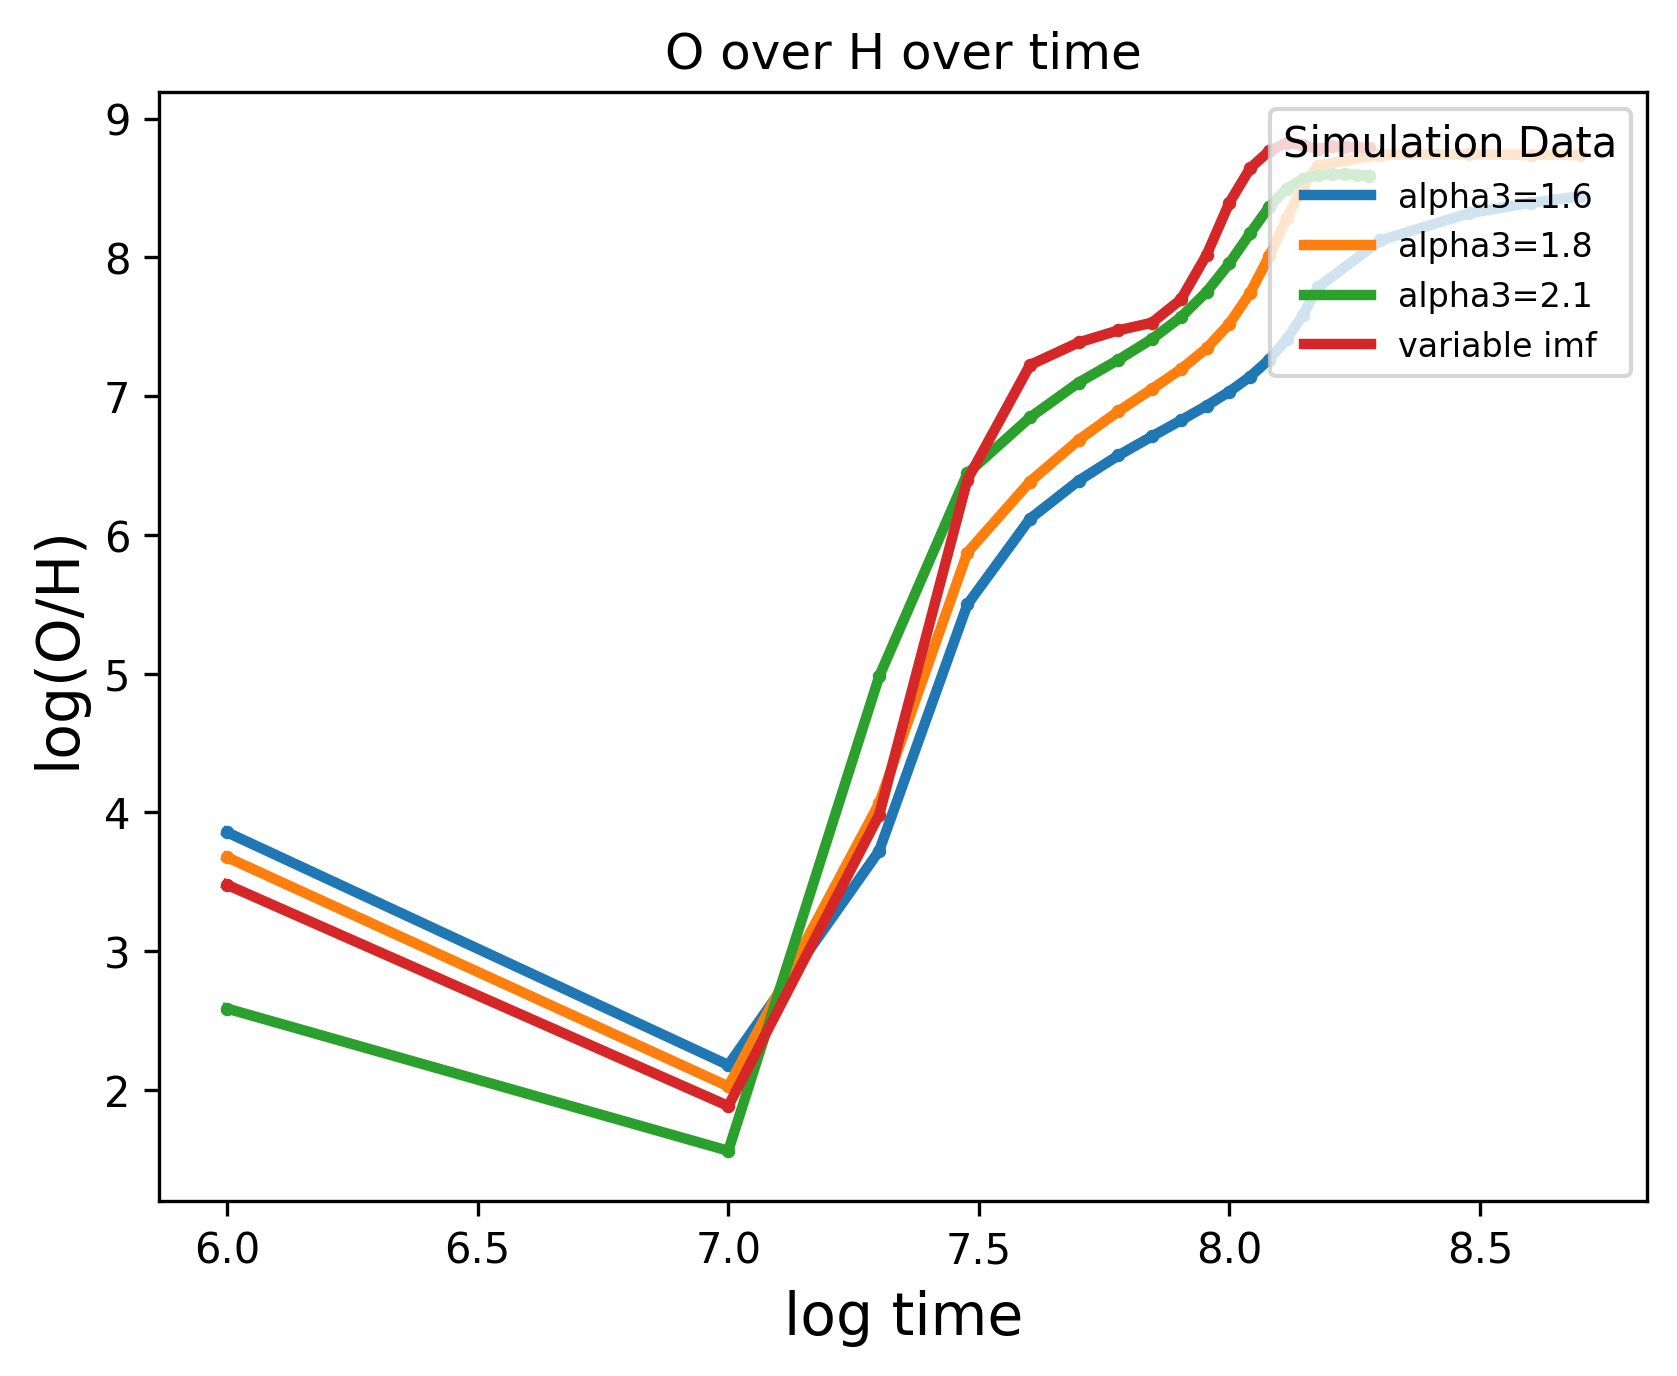 O over H over time
9
8
7
6
5
4
3
2
log(O/H)
Simulation Data
alpha3=1.6
alpha3=1.8
alpha3=2.1
variable imf
6.0 6.5 7.0 7.5 8.0 8.5
log time